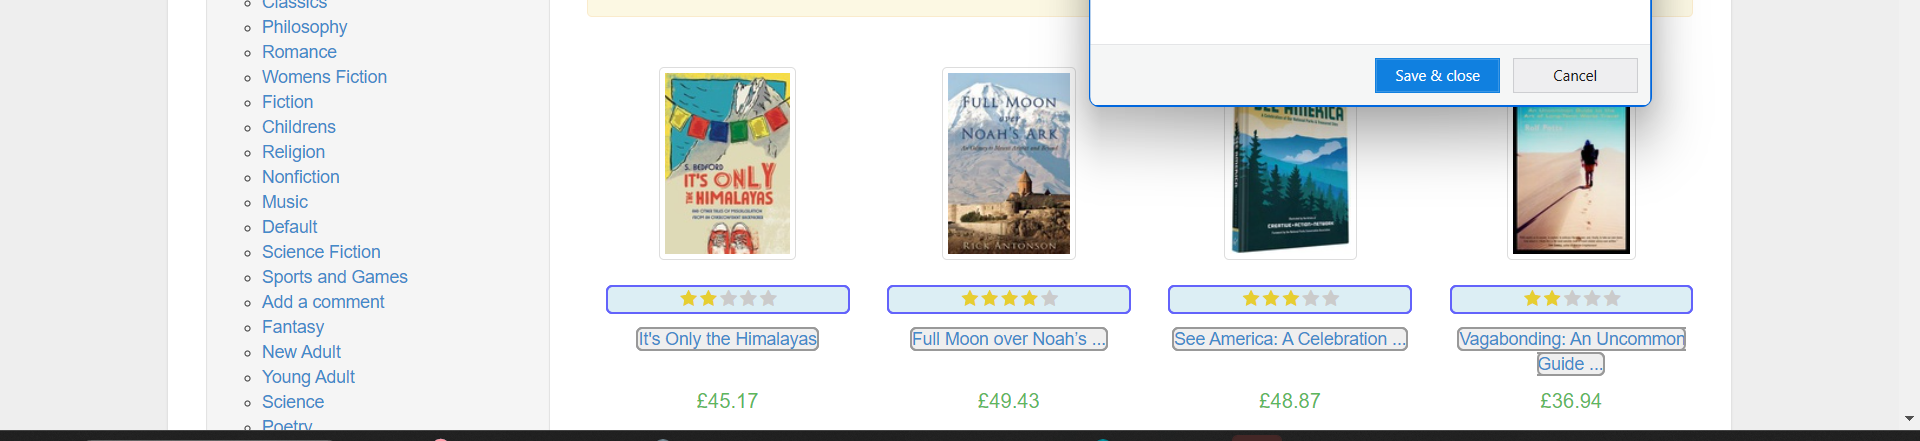 Classics
Philosophy
Romance
Womens Fiction
Fiction
Childrens
Religion
Nonfiction
Music
Default
Science Fiction
Sports and Games
Add a comment
Fantasy
New Adult
Young Adult
Science
Poetry
Save & close
Cancel
S. BEDFORD
IT'S ONLY
THE HIMALAYAS
FULL MOON
over
NOAH'S ARK
RICK ANTONSON
SEE AMERICA
CREATIVE ACTION NETWORK
It's Only the Himalayas
Full Moon over Noah’s ...
See America: A Celebration ...
Vagabonding: An Uncommon
Guide ...
£45.17
£49.43
£48.87
£36.94